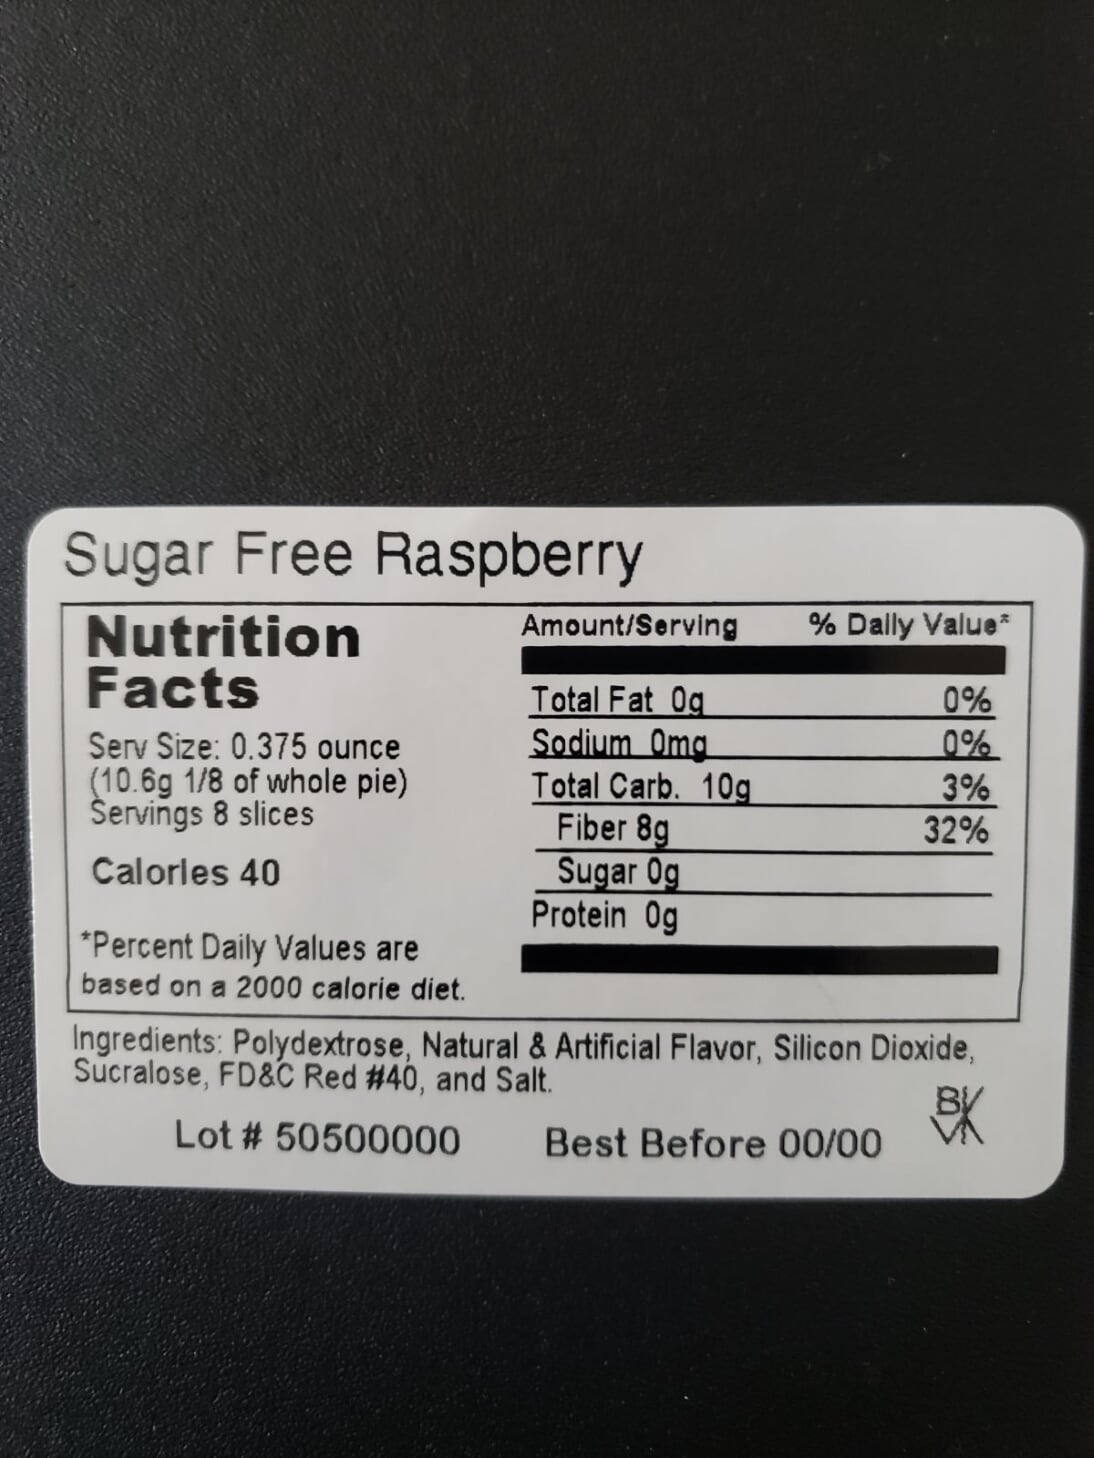 Sugar Free Raspberry
Nutrition
Facts
Serv Size: 0.375 ounce
(10.6g 1/8 of whole pie)
Servings 8 slices
Calories 40
*Percent Daily Values are
based on a 2000 calorie diet.
Amount/Serving % Daily Value*
Total Fat 0g 0%
Sodium 0mg 0%
Total Carb. 10g 3%
Fiber 8g 32%
Sugar 0g
Protein 0g
Ingredients: Polydextrose, Natural & Artificial Flavor, Silicon Dioxide,
Sucralose, FD&C Red #40, and Salt.
Lot # 50500000 Best Before 00/00